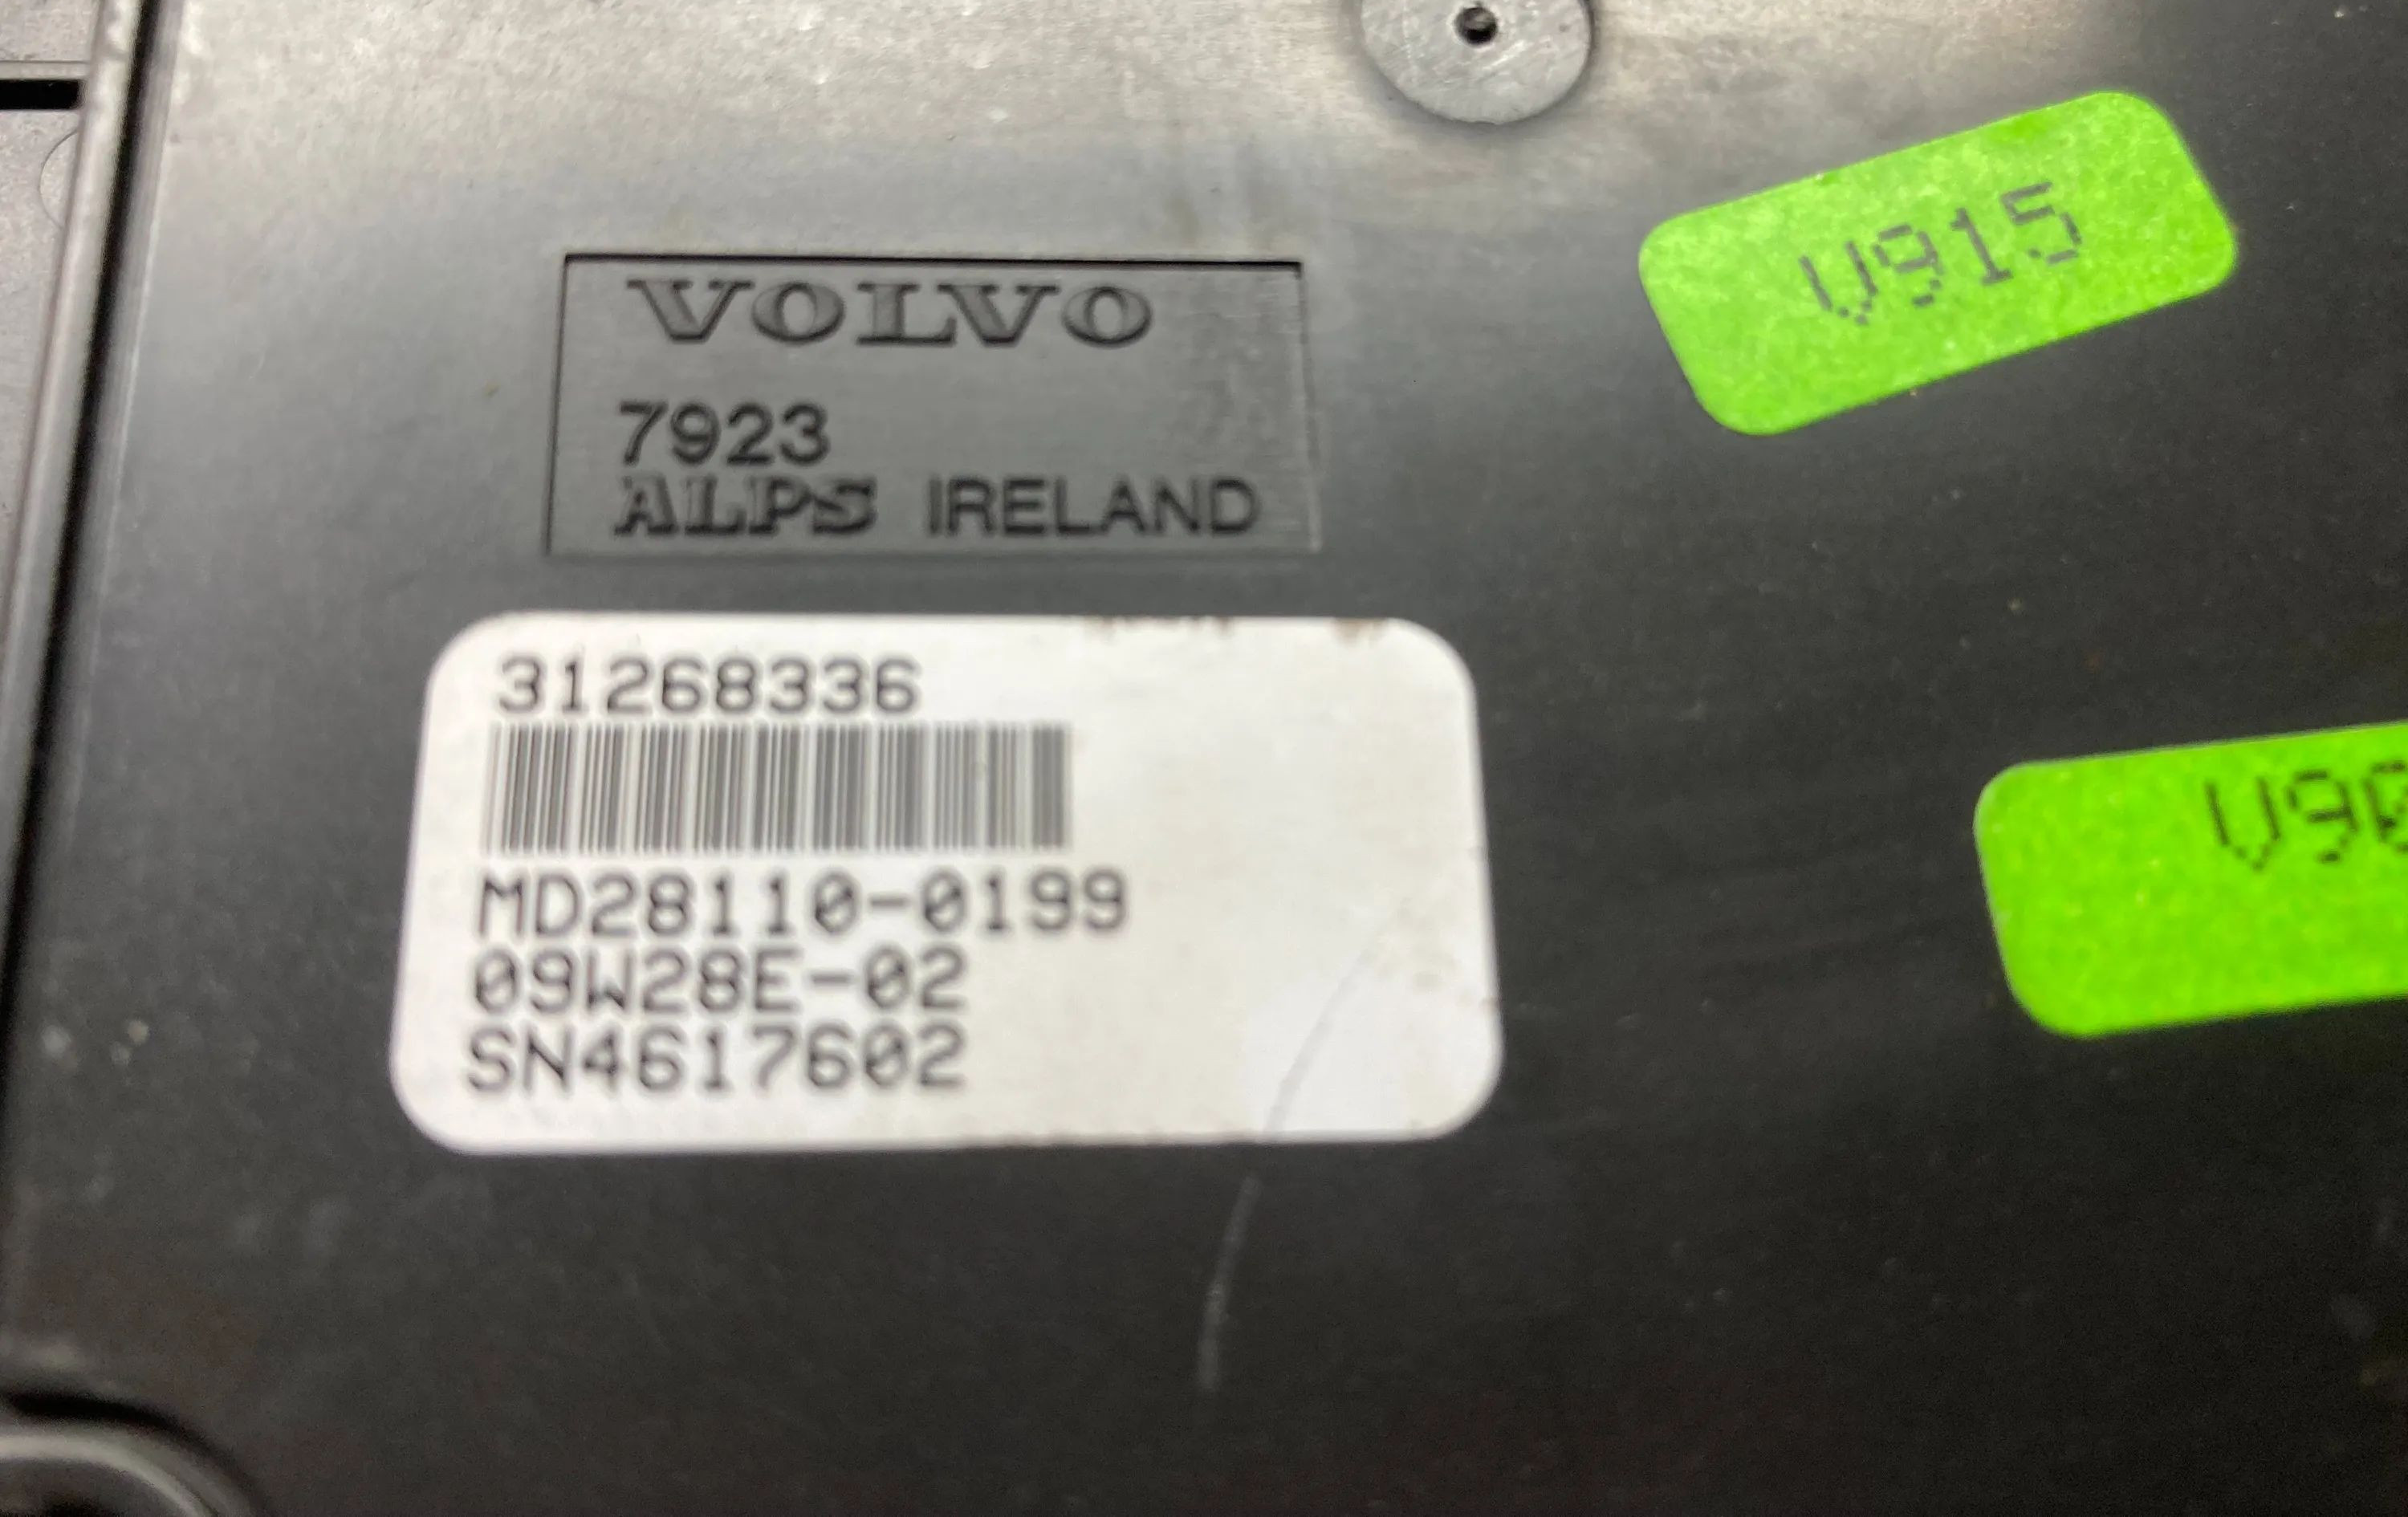 VOLVO
7923
ALPS IRELAND
V915
31268336
MD28110-0199
09W28E-02
SN4617602